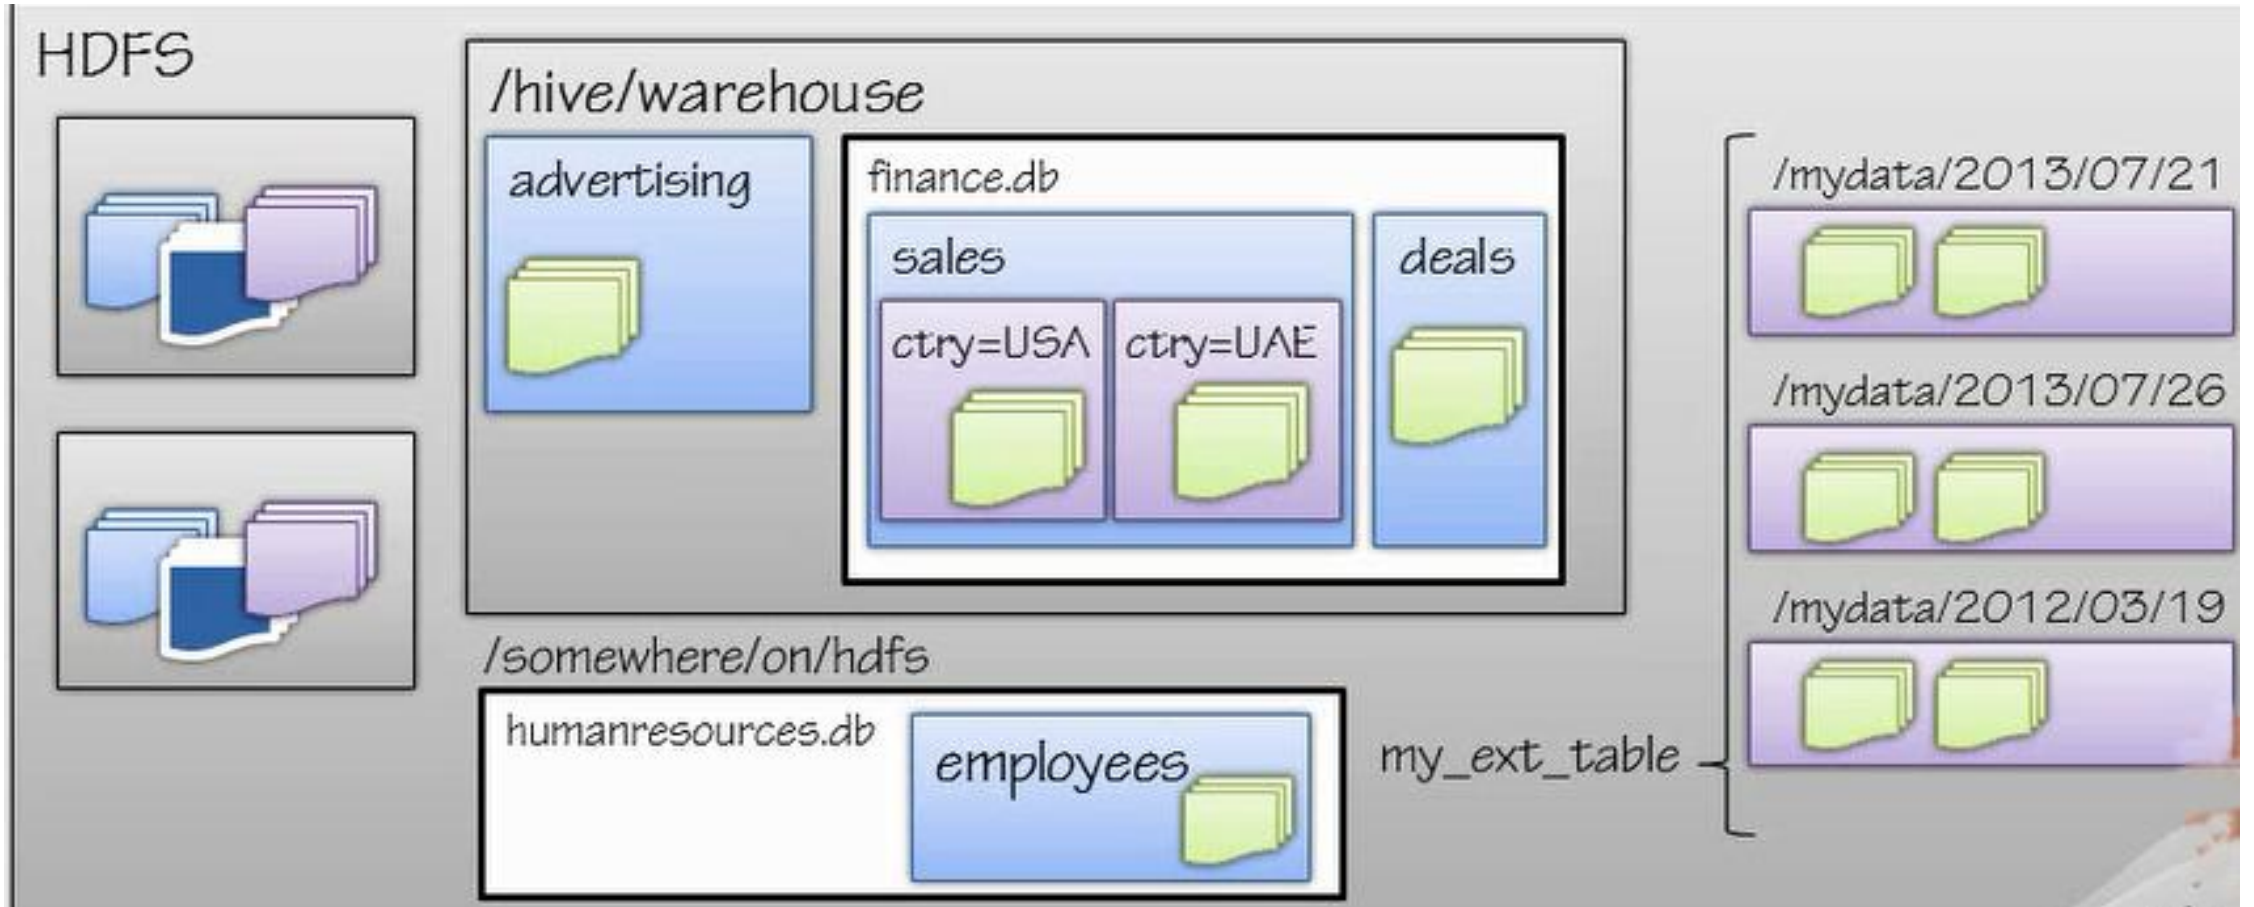 HDFS
/hive/warehouse
advertising
finance.db
sales
deals
ctry=USA
ctry=UAE
/somewhere/on/hdfs
humanresources.db
employees
my_ext_table
/mydata/2013/07/21
/mydata/2013/07/26
/mydata/2012/03/19